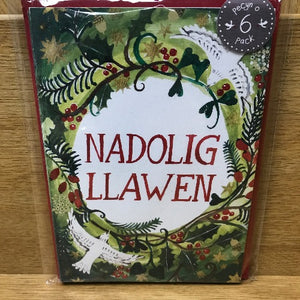 Pecyn o
6
Pack
NADOLIG
LLAWEN